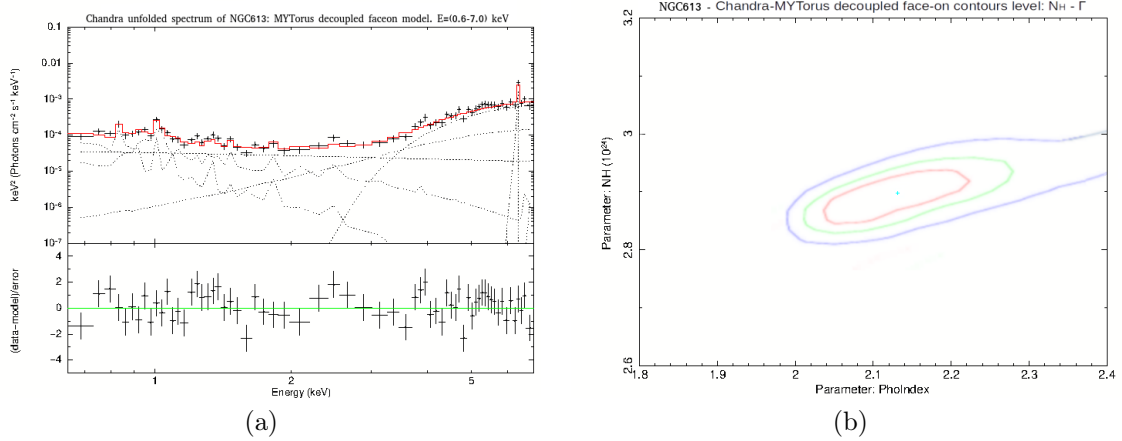 Chandra unfolded spectrum of NGC613: MYTorus decoupled faceon model. E=(0.6-7.0) keV
keV² (Photons cm⁻² s⁻¹ keV⁻¹)
0.1
0.01
10⁻³
10⁻⁴
10⁻⁵
10⁻⁶
10⁻⁷
(data-model)/error
4
2
0
-2
-4
1
2
5
Energy (keV)
(a)
NGC613 - Chandra-MYTorus decoupled face-on contours level: NH - Γ
Parameter: NH (10²⁴)
3.2
3
2.8
2.6
1.8
1.9
2
2.1
2.2
2.3
2.4
Parameter: PhoIndex
(b)